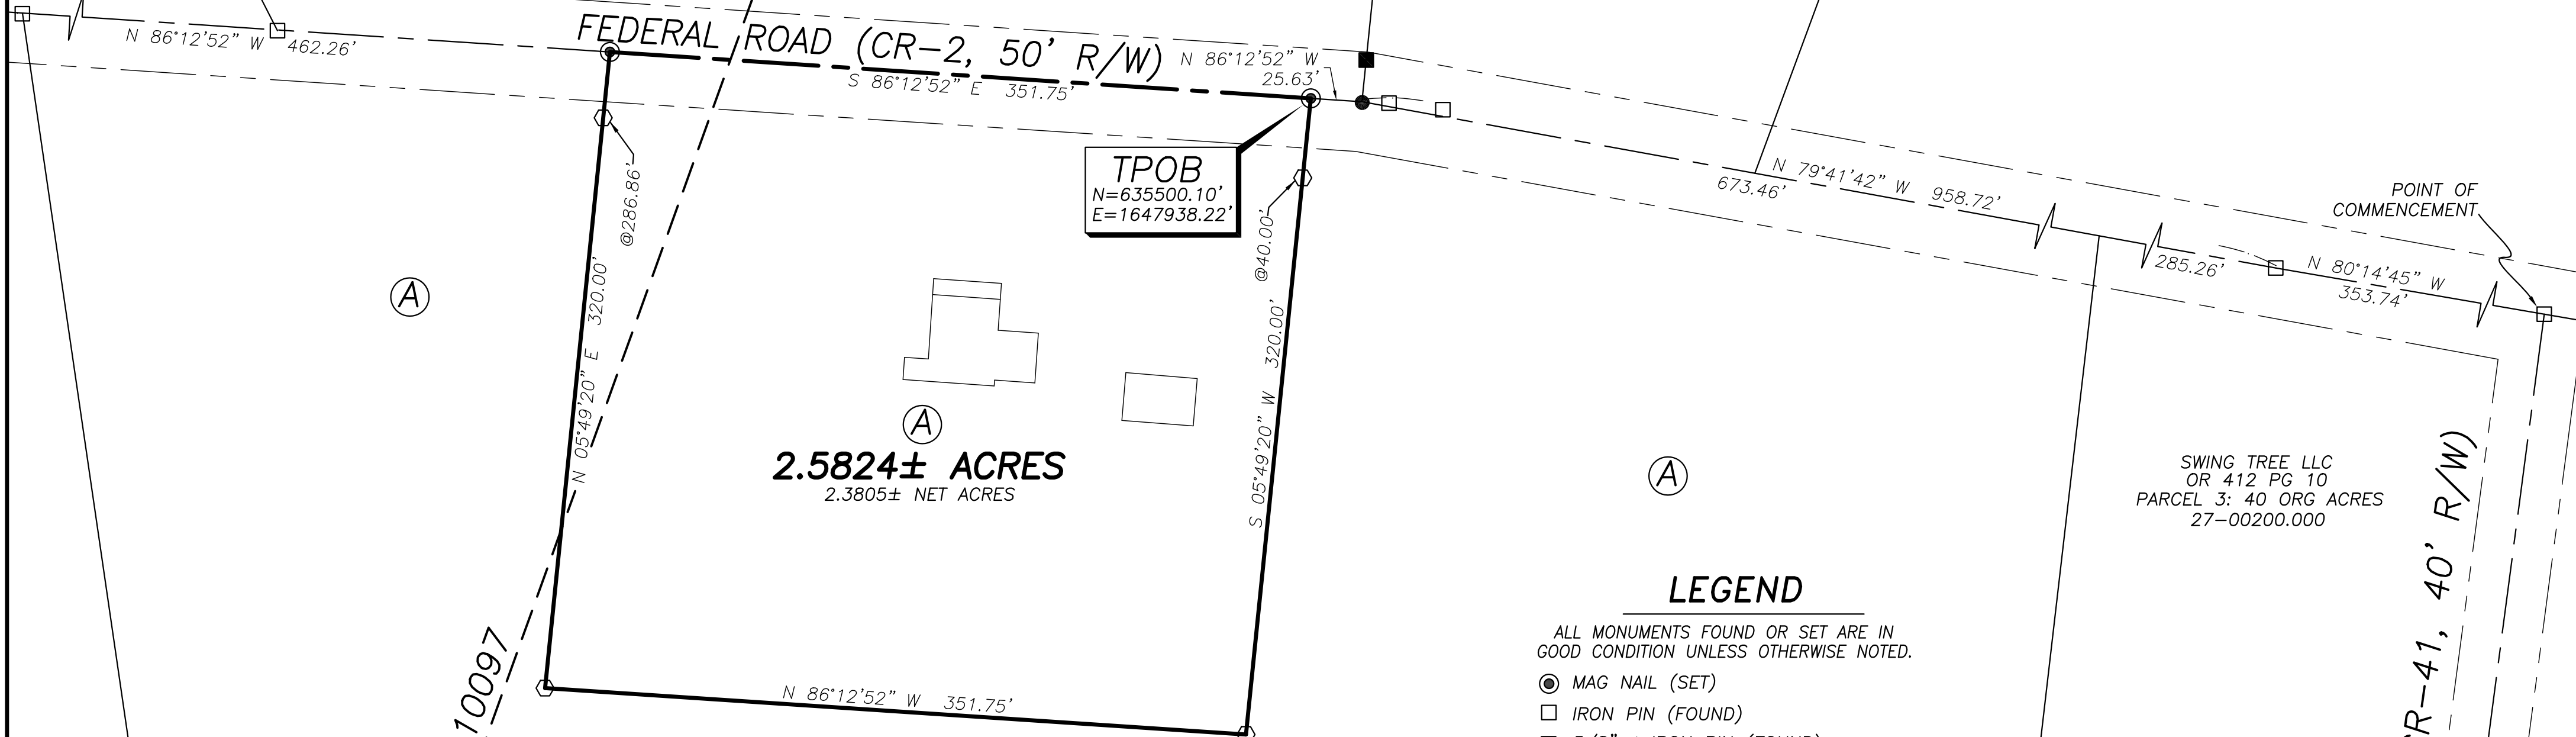 N 86°12'52" W 462.26'
FEDERAL ROAD (CR-2, 50' R/W)
S 86°12'52" E 351.75'
N 86°12'52" W
25.63'
TPOB
N=635500.10'
E=1647938.22'
@286.86'
N 05°49'20" E 320.00'
@40.00'
S 05°49'20" W 320.00'
N 79°41'42" W 958.72'
673.46'
285.26'
POINT OF
COMMENCEMENT
N 80°14'45" W
353.74'
A
A
2.5824± ACRES
2.3805± NET ACRES
A
SWING TREE LLC
OR 412 PG 10
PARCEL 3: 40 ORG ACRES
27-00200.000
CR-41, 40' R/W)
10097
N 86°12'52" W 351.75'
LEGEND
ALL MONUMENTS FOUND OR SET ARE IN
GOOD CONDITION UNLESS OTHERWISE NOTED.
MAG NAIL (SET)
IRON PIN (FOUND)
IRON PIN (FOUND)